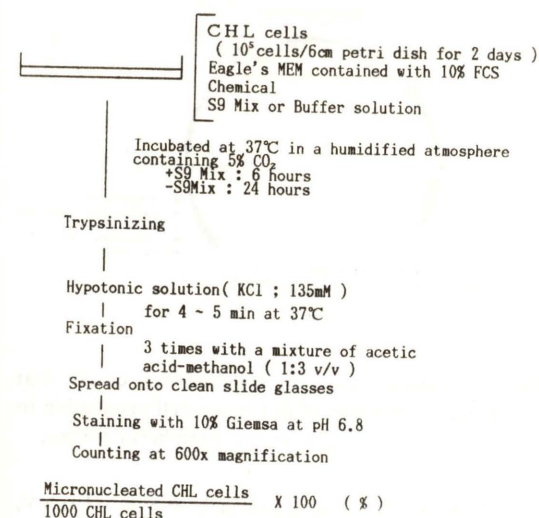 CHL cells
( 10⁵cells/6cm petri dish for 2 days )
Eagle's MEM contained with 10% FCS
Chemical
S9 Mix or Buffer solution
Incubated at 37℃ in a humidified atmosphere
containing 5% CO₂
+S9 Mix : 6 hours
-S9Mix : 24 hours
Trypsinizing
Hypotonic solution( KCl ; 135mM )
for 4 ~ 5 min at 37℃
Fixation
3 times with a mixture of acetic
acid-methanol ( 1:3 v/v )
Spread onto clean slide glasses
Staining with 10% Giemsa at pH 6.8
Counting at 600x magnification
Micronucleated CHL cells
X 100 ( % )
1000 CHL cells